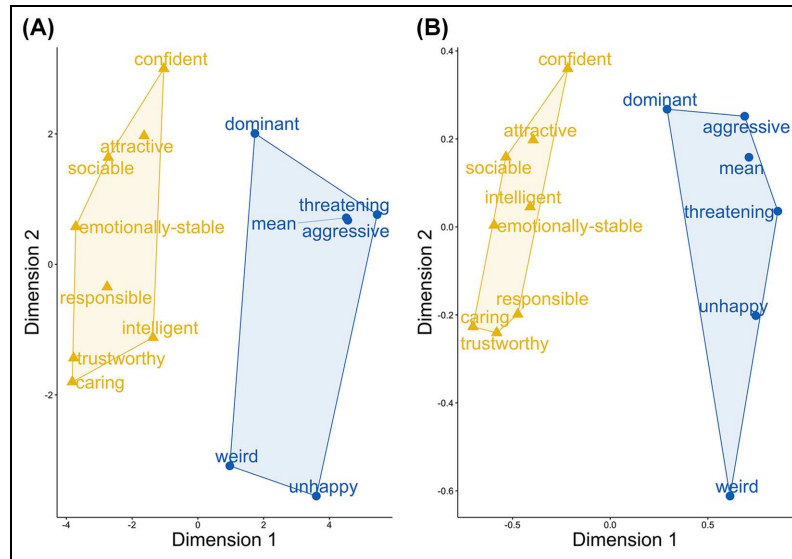 (A)
confident
dominant
attractive
sociable
threatening
mean
aggressive
emotionally-stable
responsible
intelligent
trustworthy
caring
weird
unhappy
2
0
-2
-4
-2
0
2
4
Dimension 2
Dimension 1
(B)
confident
dominant
aggressive
attractive
sociable
mean
intelligent
threatening
emotionally-stable
responsible
unhappy
caring
trustworthy
weird
0.4
0.2
0.0
-0.2
-0.4
-0.6
-0.5
0.0
0.5
Dimension 2
Dimension 1